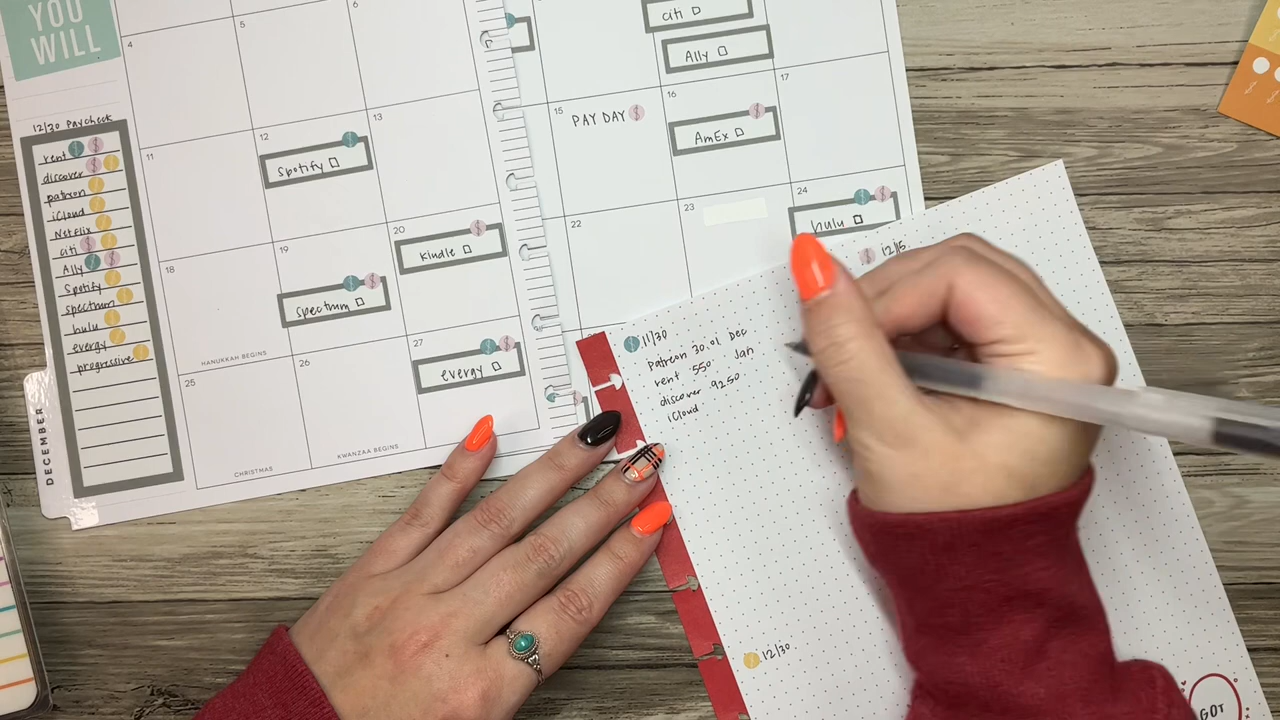 YOU
WILL
12/30 Paycheck
rent
discover
patreon
iCloud
Netflix
citi
Ally
Spotify
spectrum
hulu
evergy
progressive
DECEMBER
4
5
6
11
12
Spotify
13
18
HANUKKAH BEGINS
19
spectrum
20
Kindle
25
CHRISTMAS
26
KWANZAA BEGINS
27
evergy
citi
Ally
15
PAY DAY
16
AmEx
17
22
23
24
hulu
11/30
patreon 30.01 Dec
rent 550 Jan
discover 9250
iCloud
12/15
12/30
GOT